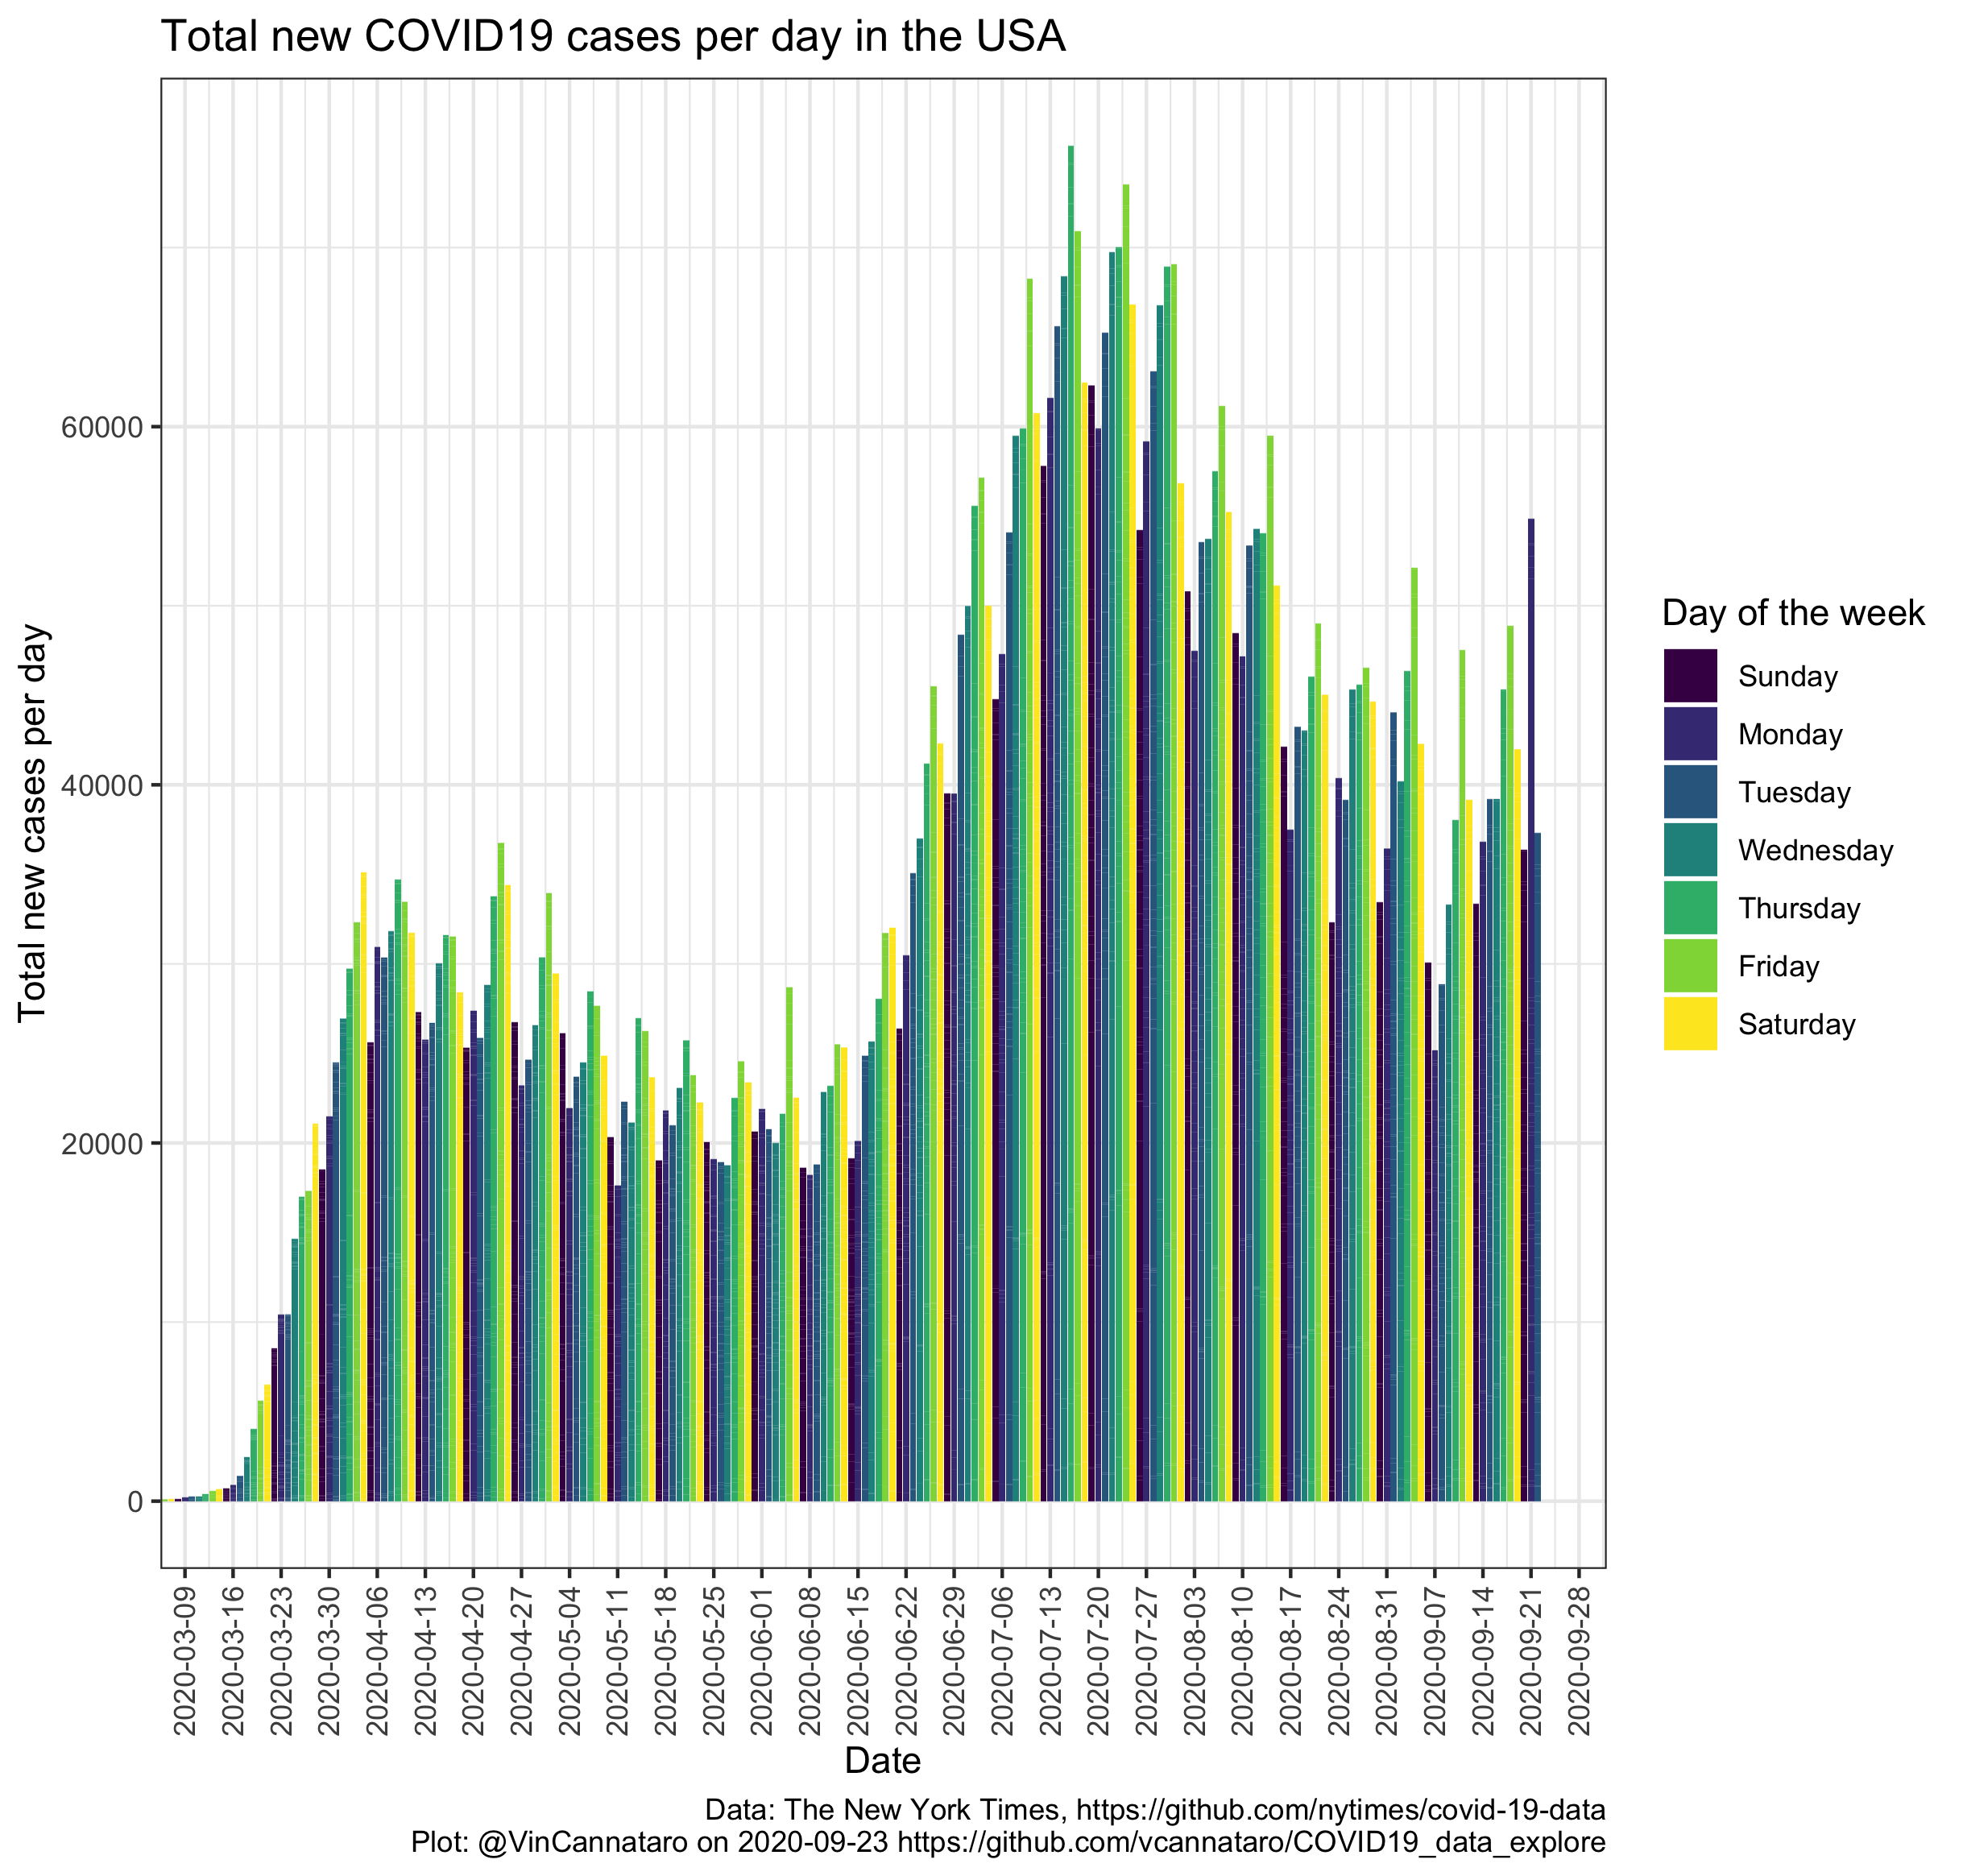 Total new COVID19 cases per day in the USA
Total new cases per day
60000
40000
20000
0
2020-03-09
2020-03-16
2020-03-23
2020-03-30
2020-04-06
2020-04-13
2020-04-20
2020-04-27
2020-05-04
2020-05-11
2020-05-18
2020-05-25
2020-06-01
2020-06-08
2020-06-15
2020-06-22
2020-06-29
2020-07-06
2020-07-13
2020-07-20
2020-07-27
2020-08-03
2020-08-10
2020-08-17
2020-08-24
2020-08-31
2020-09-07
2020-09-14
2020-09-21
2020-09-28
Date
Day of the week
Sunday
Monday
Tuesday
Wednesday
Thursday
Friday
Saturday
Data: The New York Times, https://github.com/nytimes/covid-19-data
Plot: @VinCannataro on 2020-09-23 https://github.com/vcannataro/COVID19_data_explore